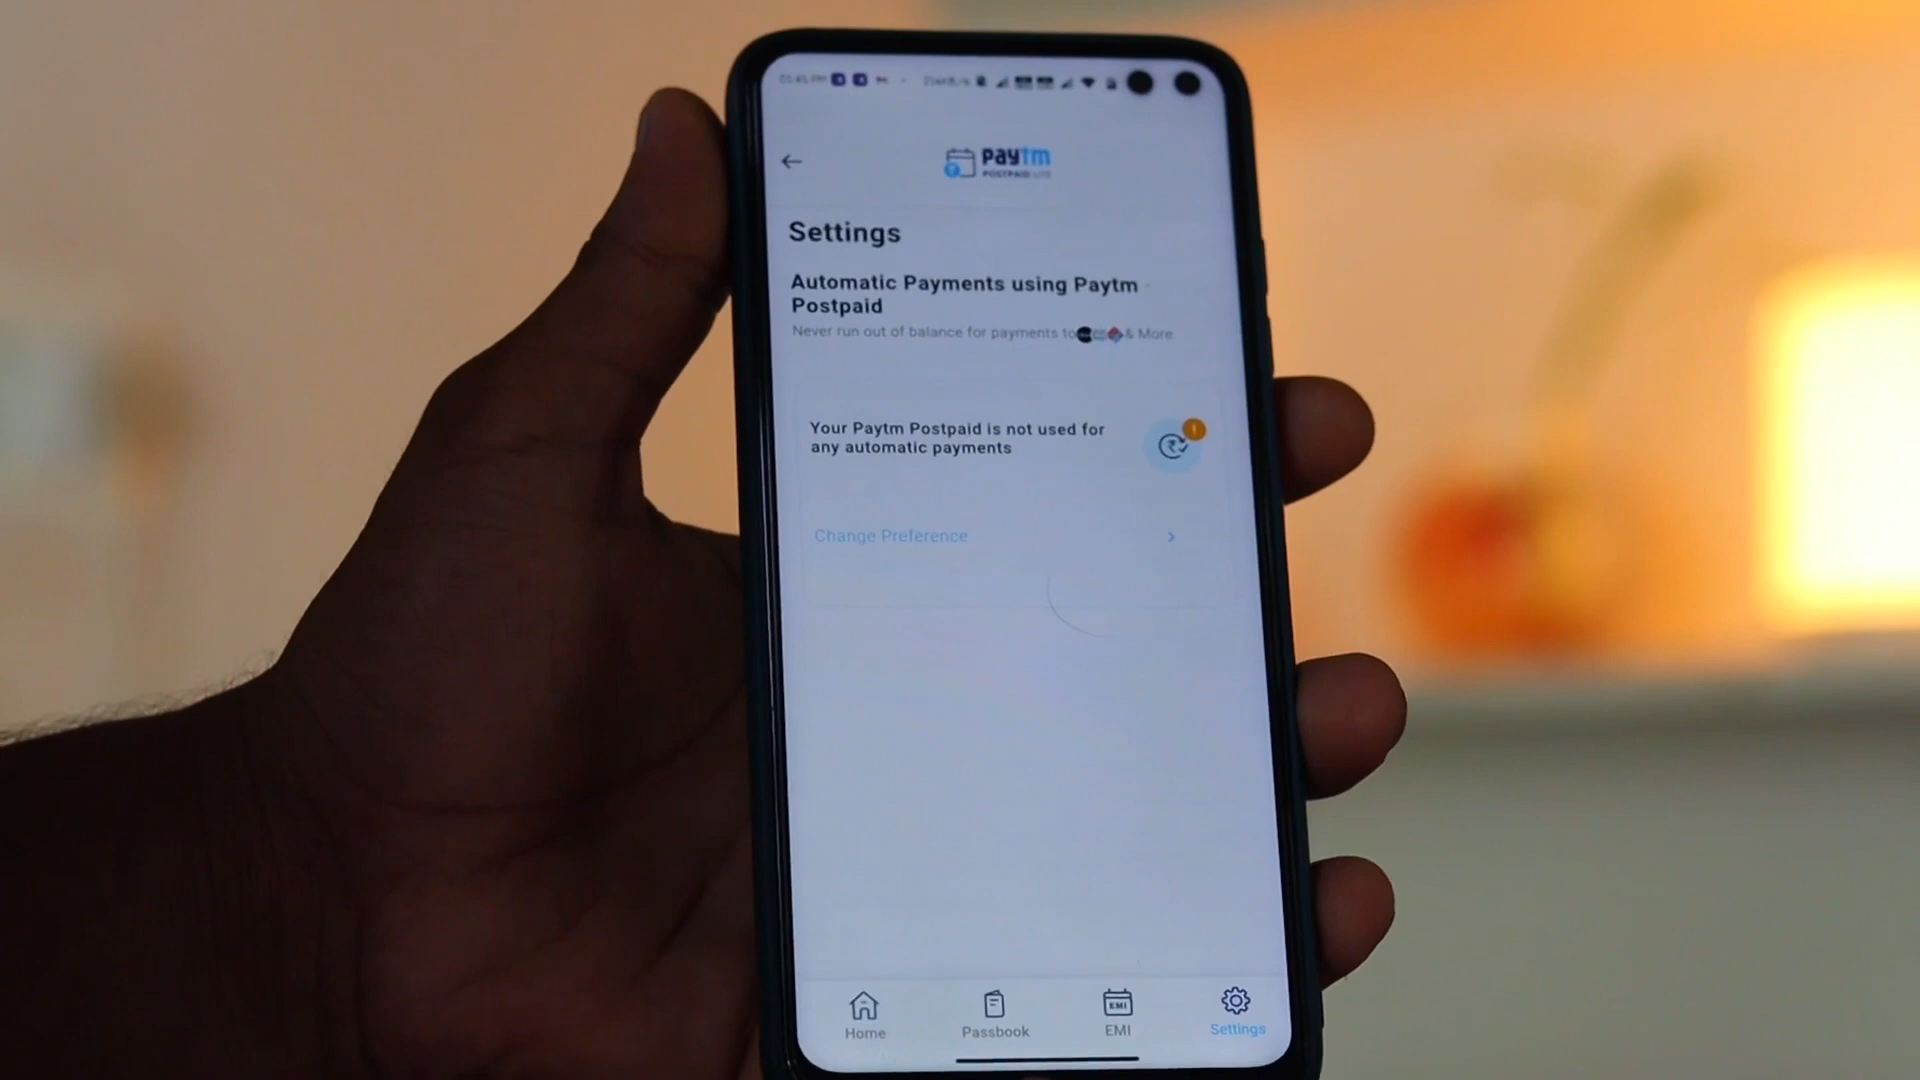 paytm
POSTPAID LITE
Settings
Automatic Payments using Paytm
Postpaid
Never run out of balance for payments to & More
Your Paytm Postpaid is not used for
any automatic payments
Change Preference
Home
Passbook
EMI
EMI
Settings